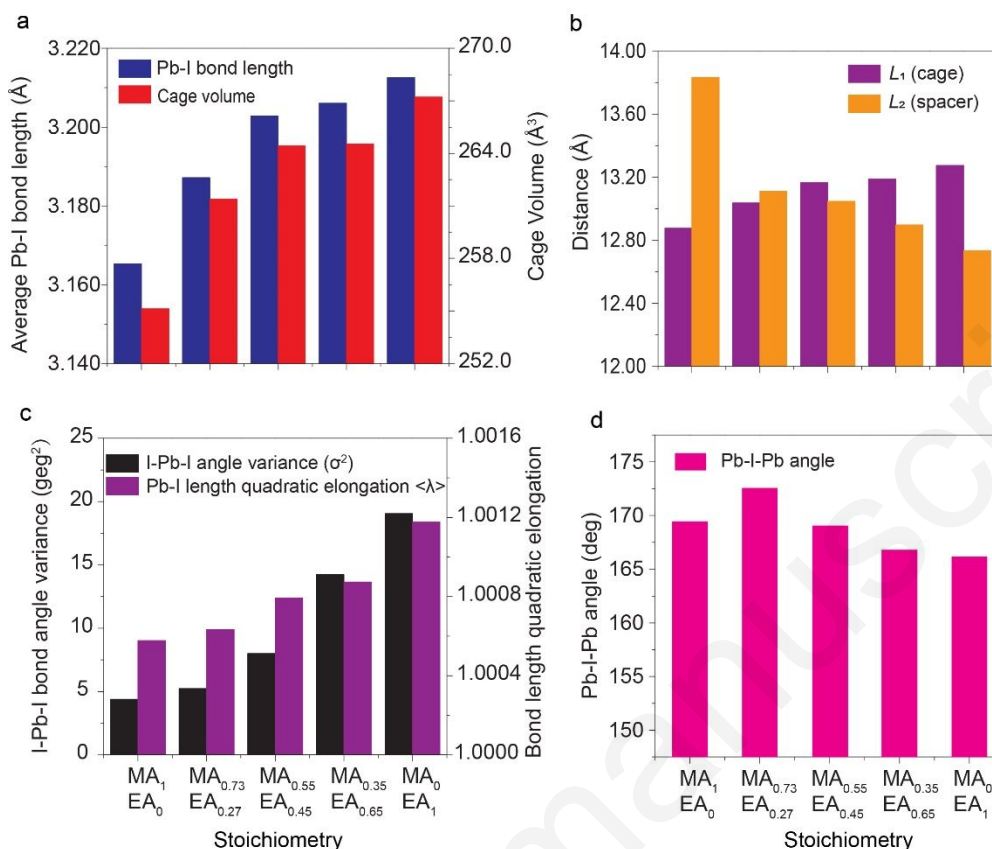 a
3.220
3.200
3.180
3.160
3.140
Average Pb-I bond length (Å)
Pb-I bond length
Cage volume
270.0
264.0
258.0
252.0
Cage Volume (Å³)
b
14.00
13.60
13.20
12.80
12.40
12.00
Distance (Å)
L₁ (cage)
L₂ (spacer)
c
25
20
15
10
5
0
I-Pb-I bond angle variance (geg²)
I-Pb-I angle variance (σ²)
Pb-I length quadratic elongation <λ>
1.0016
1.0012
1.0008
1.0004
1.0000
Bond length quadratic elongation
MA₁ MA₀.₇₃ MA₀.₅₅ MA₀.₃₅ MA₀
EA₀ EA₀.₂₇ EA₀.₄₅ EA₀.₆₅ EA₁
Stoichiometry
d
175
170
165
160
155
150
Pb-I-Pb angle (deg)
Pb-I-Pb angle
MA₁ MA₀.₇₃ MA₀.₅₅ MA₀.₃₅ MA₀
EA₀ EA₀.₂₇ EA₀.₄₅ EA₀.₆₅ EA₁
Stoichiometry
manuscri